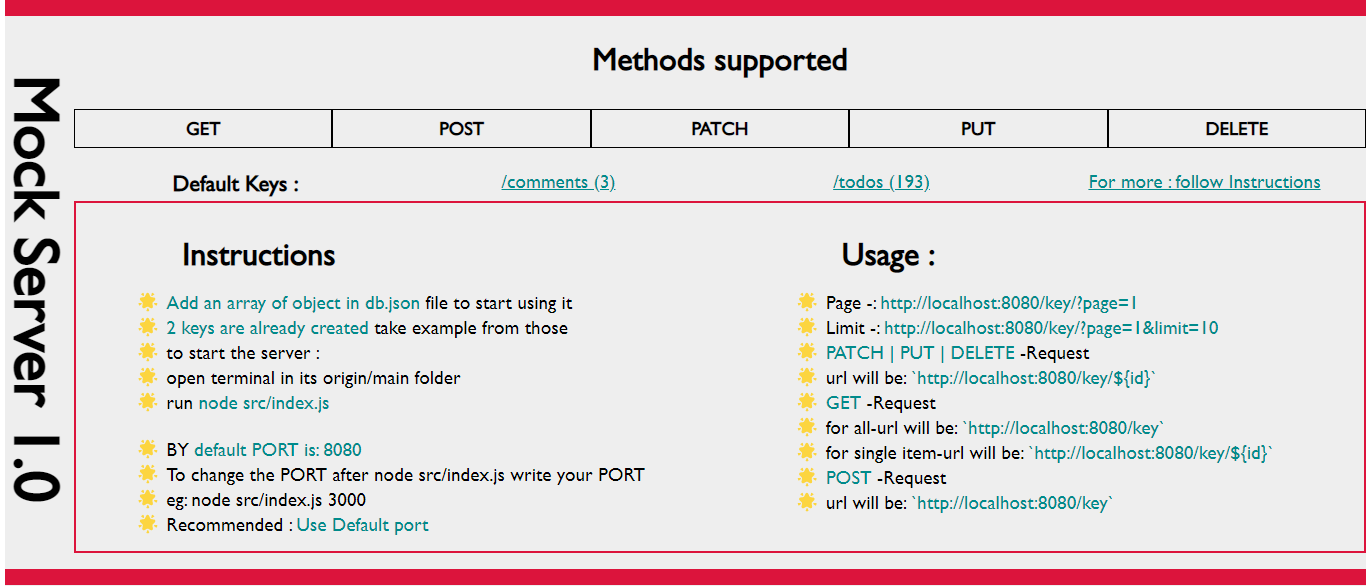 Mock Server 1.0
Methods supported
GET POST PATCH PUT DELETE
Default Keys : /comments (3) /todos (193) For more : follow Instructions
Instructions
Add an array of object in db.json file to start using it
2 keys are already created take example from those
to start the server :
open terminal in its origin/main folder
run node src/index.js
BY default PORT is: 8080
To change the PORT after node src/index.js write your PORT
eg: node src/index.js 3000
Recommended : Use Default port
Usage :
Page -: http://localhost:8080/key/?page=1
Limit -: http://localhost:8080/key/?page=1&limit=10
PATCH | PUT | DELETE -Request
url will be: `http://localhost:8080/key/${id}`
GET -Request
for all-url will be: `http://localhost:8080/key`
for single item-url will be: `http://localhost:8080/key/${id}`
POST -Request
url will be: `http://localhost:8080/key`